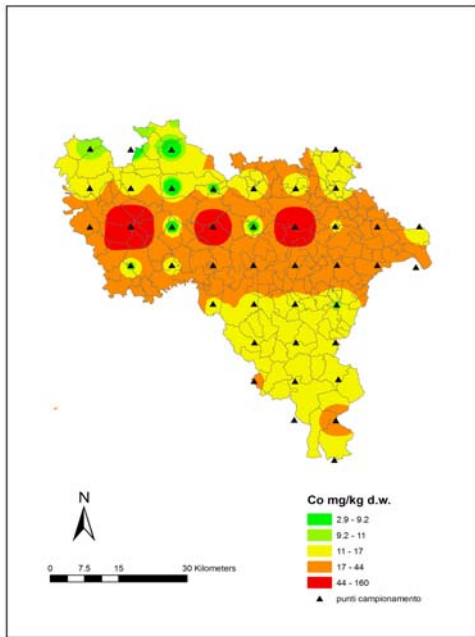 N
0 7.5 15 30 Kilometers
Co mg/kg d.w.
2.9 - 9.2
9.2 - 11
11 - 17
17 - 44
44 - 160
punti campionamento